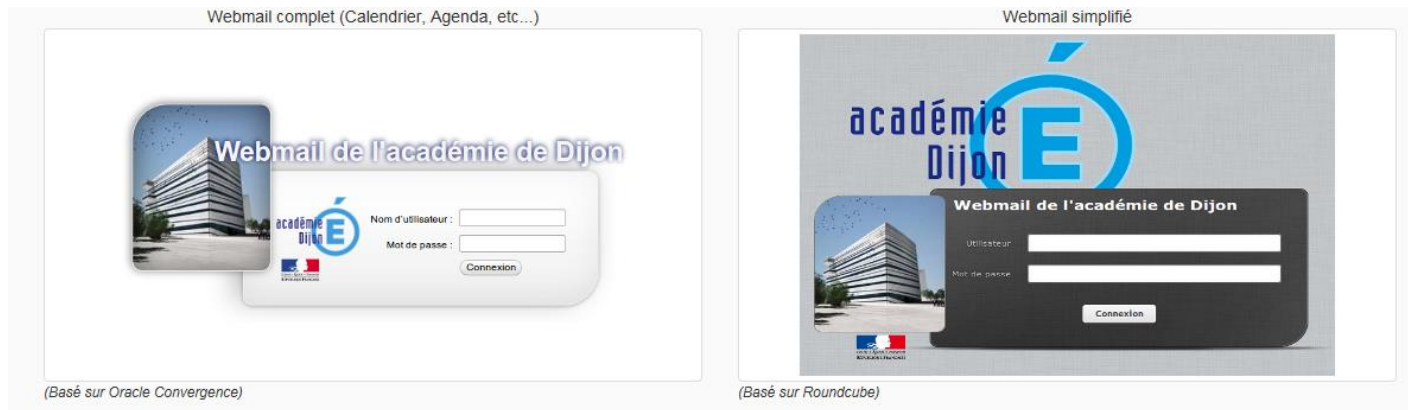 Webmail complet (Calendrier, Agenda, etc...)
Webmail de l'académie de Dijon
académie
Dijon
É
Nom d'utilisateur :
Mot de passe :
Connexion
(Basé sur Oracle Convergence)
Webmail simplifié
académie
Dijon
É
Webmail de l'académie de Dijon
Utilisateur
Mot de passe
Connexion
(Basé sur Roundcube)